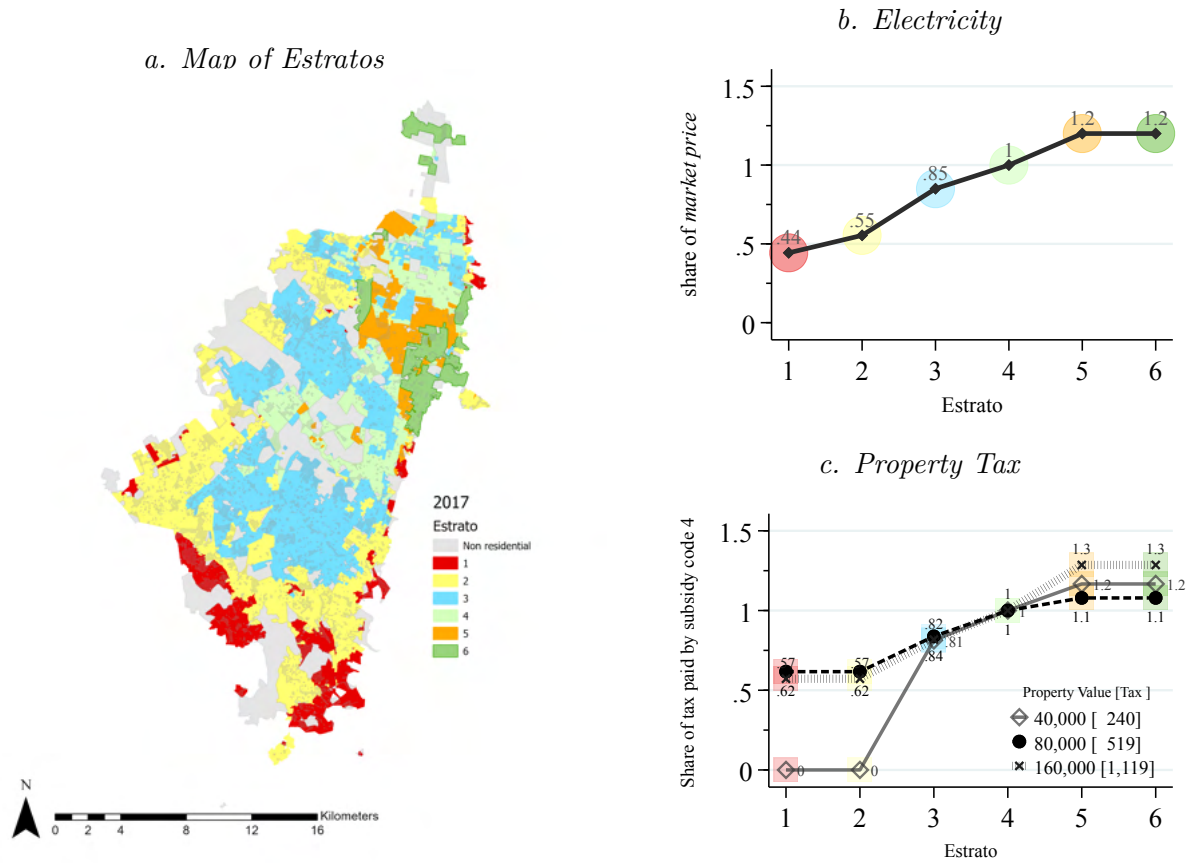 a. Map of Estratos
2017
Estrato
Non residential
1
2
3
4
5
6
N
Kilometers
0 2 4 8 12 16
b. Electricity
share of market price
1.5
1
.5
0
.44
.55
.85
1
1.2
1.2
1 2 3 4 5 6
Estrato
c. Property Tax
Share of tax paid by subsidy code 4
1.5
1
.5
0
.57
.62
0
.57
.62
0
.82
.81
.84
1
1
1
1.3
1.2
1.1
1.3
1.2
1.1
Property Value [Tax ]
40,000 [ 240]
80,000 [ 519]
160,000 [1,119]
1 2 3 4 5 6
Estrato